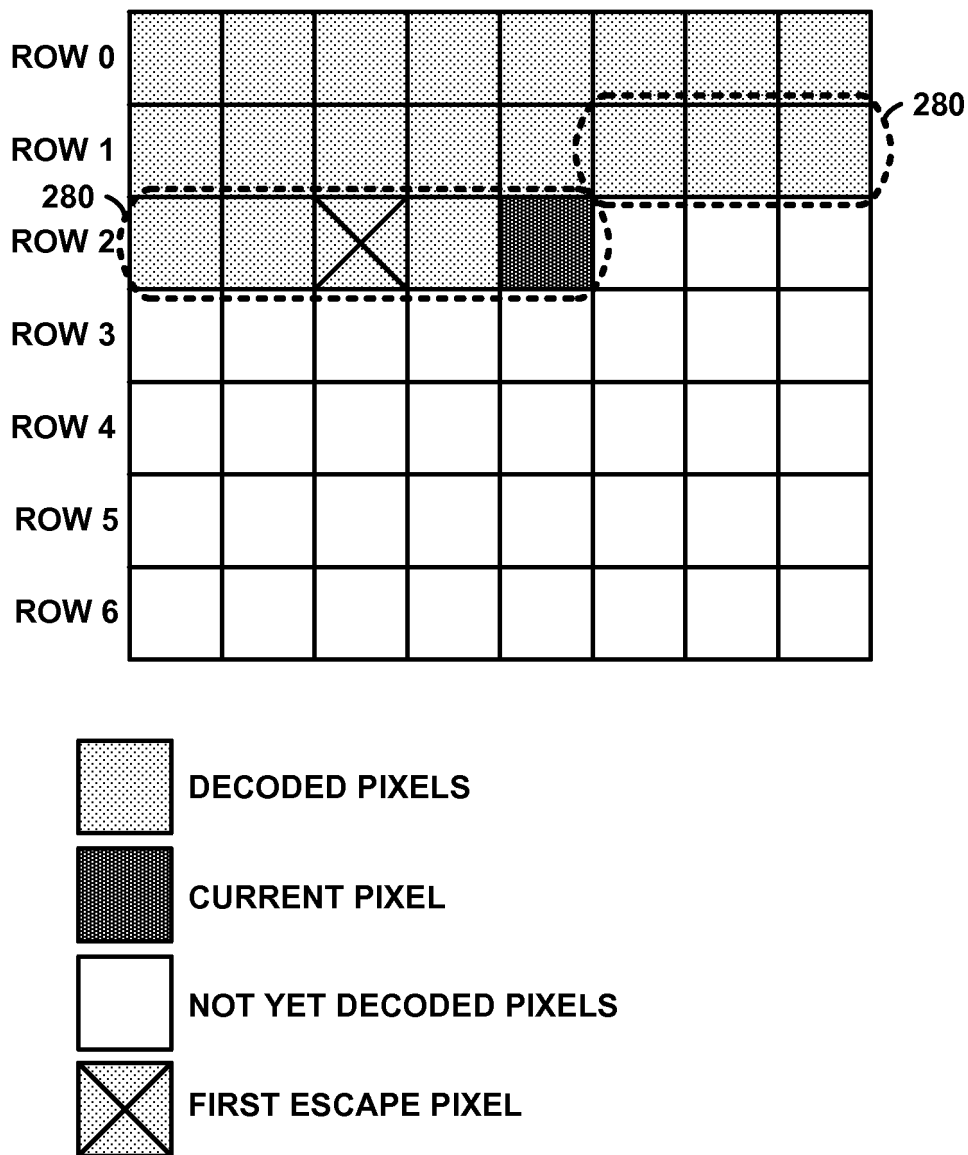 ROW 0
280
ROW 1
280
ROW 2
ROW 3
ROW 4
ROW 5
ROW 6
DECODED PIXELS
CURRENT PIXEL
NOT YET DECODED PIXELS
FIRST ESCAPE PIXEL